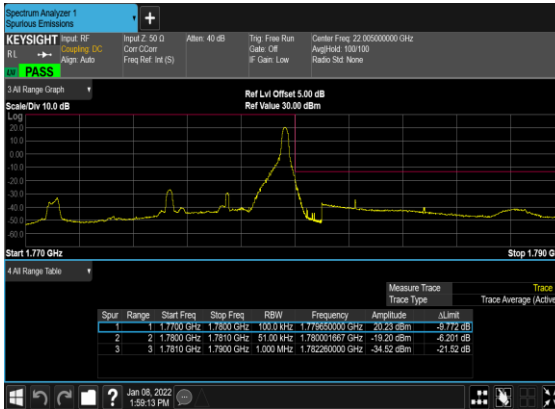 Spectrum Analyzer 1
Spurious Emissions
KEYSIGHT Input: RF Input Z: 50 Ω Atten: 40 dB Trig: Free Run Center Freq: 22.005000000 GHz
RL Coupling: DC Corr CCorr Gate: Off Avg|Hold: 100/100
Align: Auto Freq Ref: Int (S) IF Gain: Low Radio Std: None
PASS
3 All Range Graph
Ref Lvl Offset 5.00 dB
Scale/Div 10.0 dB Ref Value 30.00 dBm
Log
20.0
10.0
0.00
-10.0
-20.0
-30.0
-40.0
-50.0
-60.0
Start 1.770 GHz Stop 1.790 G
4 All Range Table
Measure Trace Trace
Trace Type Trace Average (Active
Spur Range Start Freq Stop Freq RBW Frequency Amplitude ΔLimit
1 1 1.7700 GHz 1.7800 GHz 100.0 kHz 1.779650000 GHz 20.23 dBm -9.772 dB
2 2 1.7800 GHz 1.7810 GHz 51.00 kHz 1.780001667 GHz -19.20 dBm -6.201 dB
3 3 1.7810 GHz 1.7900 GHz 1.000 MHz 1.782260000 GHz -34.52 dBm -21.52 dB
? Jan 08, 2022
1:59:13 PM